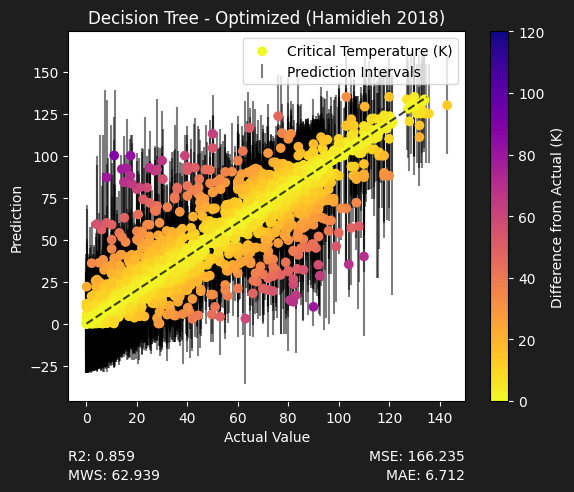 Decision Tree - Optimized (Hamidieh 2018)
Critical Temperature (K)
Prediction Intervals
Prediction
150
125
100
75
50
25
0
−25
0 20 40 60 80 100 120 140
Actual Value
120
100
80
60
40
20
0
Difference from Actual (K)
R2: 0.859 MSE: 166.235
MWS: 62.939 MAE: 6.712